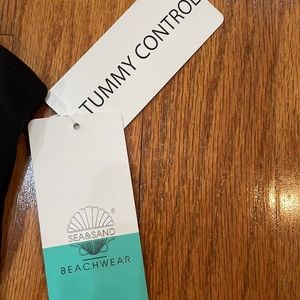 TUMMY CONTROL
SEA&SAND
®
BEACHWEAR